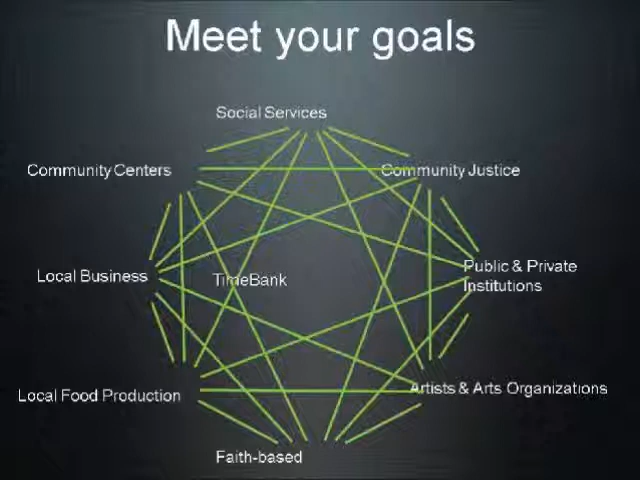 Meet your goals
Social Services
Community Centers
Community Justice
Local Business
TimeBank
Public & Private
Institutions
Local Food Production
Artists & Arts Organizations
Faith-based